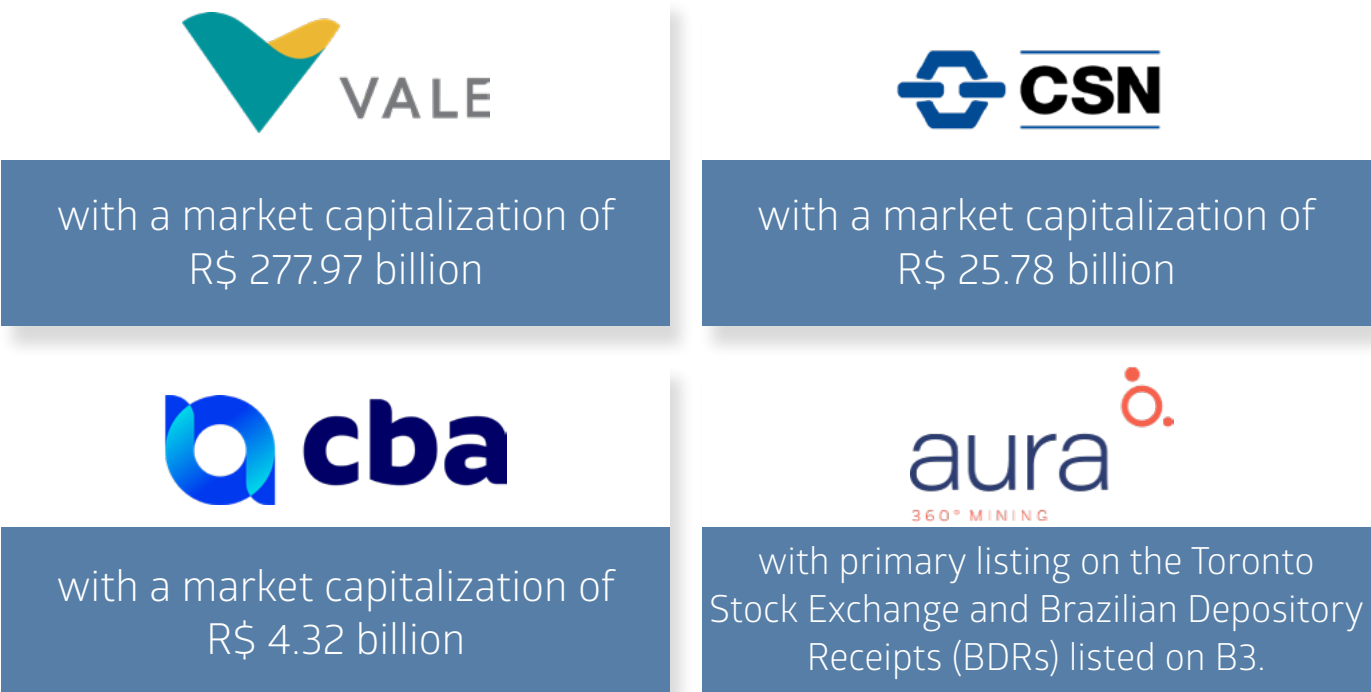 VALE
with a market capitalization of
R$ 277.97 billion
CSN
with a market capitalization of
R$ 25.78 billion
cba
with a market capitalization of
R$ 4.32 billion
aura
360° MINING
with primary listing on the Toronto
Stock Exchange and Brazilian Depository
Receipts (BDRs) listed on B3.